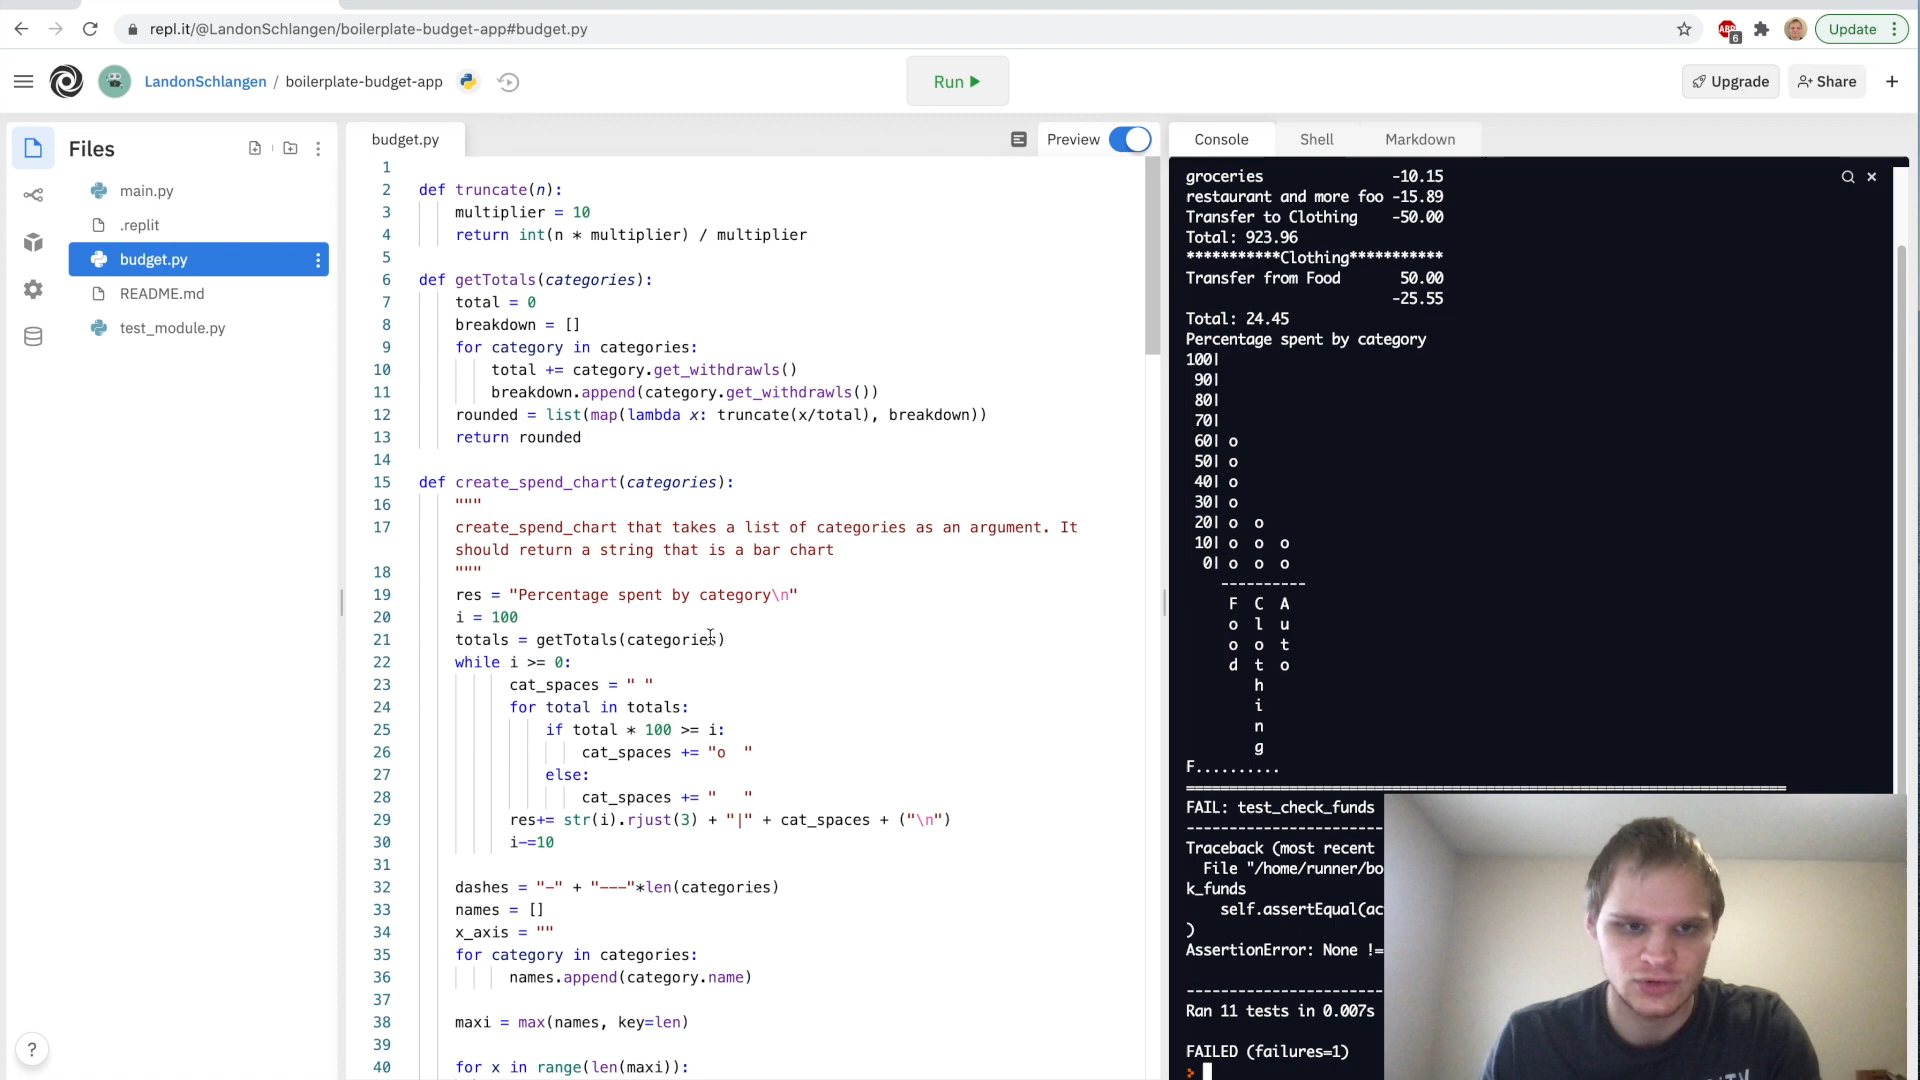 repl.it/@LandonSchlangen/boilerplate-budget-app#budget.py
ABP
6
Update
LandonSchlangen / boilerplate-budget-app
Run
Upgrade
Share
+
Files
main.py
.replit
budget.py
README.md
test_module.py
?
budget.py
Preview
1
2 def truncate(n):
3 multiplier = 10
4 return int(n * multiplier) / multiplier
5
6 def getTotals(categories):
7 total = 0
8 breakdown = []
9 for category in categories:
10 total += category.get_withdrawls()
11 breakdown.append(category.get_withdrawls())
12 rounded = list(map(lambda x: truncate(x/total), breakdown))
13 return rounded
14
15 def create_spend_chart(categories):
16 """
17 create_spend_chart that takes a list of categories as an argument. It
should return a string that is a bar chart
18 """
19 res = "Percentage spent by category\n"
20 i = 100
21 totals = getTotals(categories)
22 while i >= 0:
23 cat_spaces = " "
24 for total in totals:
25 if total * 100 >= i:
26 cat_spaces += "o  "
27 else:
28 cat_spaces += "   "
29 res+= str(i).rjust(3) + "|" + cat_spaces + ("\n")
30 i-=10
31
32 dashes = "-" + "---"*len(categories)
33 names = []
34 x_axis = ""
35 for category in categories:
36 names.append(category.name)
37
38 maxi = max(names, key=len)
39
40 for x in range(len(maxi)):
Console
Shell
Markdown
groceries -10.15
restaurant and more foo -15.89
Transfer to Clothing -50.00
Total: 923.96
***********Clothing***********
Transfer from Food 50.00
-25.55
Total: 24.45
Percentage spent by category
100|
90|
80|
70|
60| o
50| o
40| o
30| o
20| o o
10| o o o
0| o o o
----------
F C A
o l u
o o t
d t o
h
i
n
g
F..........
======================================================================
FAIL: test_check_funds
Traceback (most recent
File "/home/runner/bo
k_funds
self.assertEqual(ac
)
AssertionError: None !=
-----------------------
Ran 11 tests in 0.007s
FAILED (failures=1)